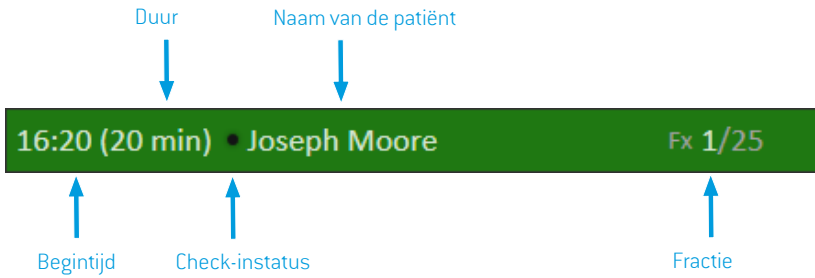 Duur Naam van de patiënt
16:20 (20 min) • Joseph Moore Fx 1/25
Begintijd Check-instatus Fractie